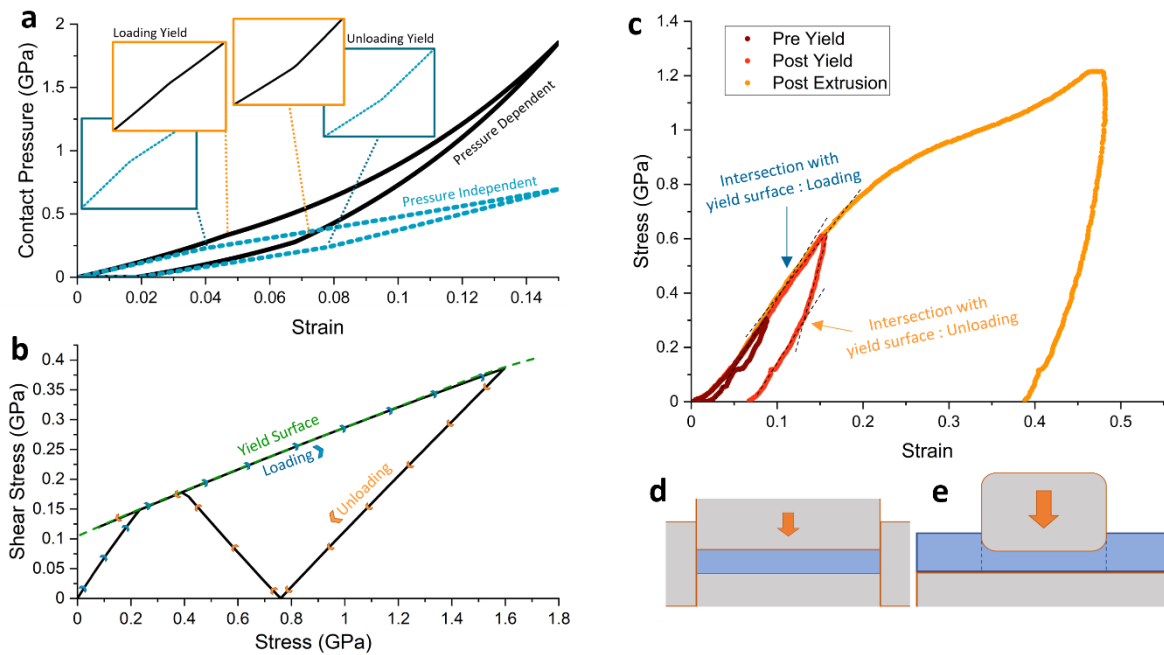 a
Contact Pressure (GPa)
2
1.5
1
0.5
0
Loading Yield
Unloading Yield
Pressure Dependent
Pressure Independent
0
0.02
0.04
0.06
0.08
0.1
0.12
0.14
Strain
b
Shear Stress (GPa)
0.4
0.35
0.3
0.25
0.2
0.15
0.1
0.05
0
Yield Surface
Loading
Unloading
0
0.2
0.4
0.6
0.8
1
1.2
1.4
1.6
1.8
Stress (GPa)
c
Stress (GPa)
1.4
1.2
1
0.8
0.6
0.4
0.2
0
Pre Yield
Post Yield
Post Extrusion
Intersection with
yield surface : Loading
Intersection with
yield surface : Unloading
0
0.1
0.2
0.3
0.4
0.5
Strain
d
e